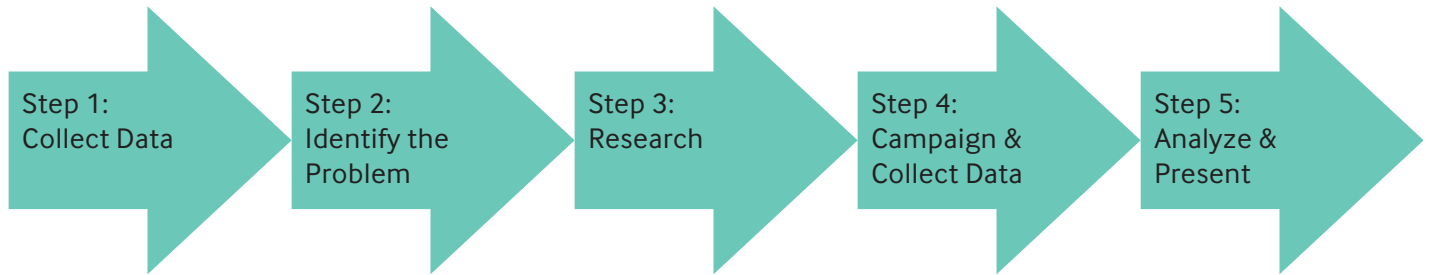 Step 1:
Collect Data
Step 2:
Identify the
Problem
Step 3:
Research
Step 4:
Campaign &
Collect Data
Step 5:
Analyze &
Present